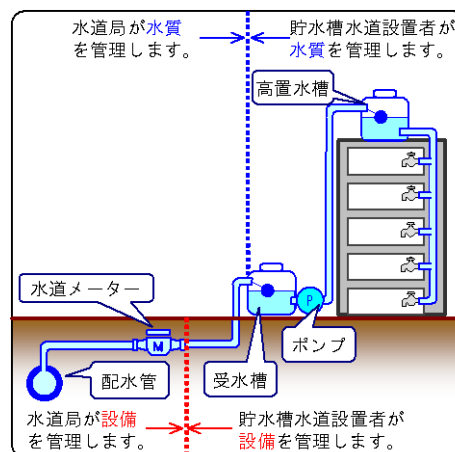 水道局が水質
を管理します。
貯水槽水道設置者が
水質を管理します。
高置水槽
水道メーター
M
P
ポンプ
配水管
受水槽
水道局が設備
を管理します。
貯水槽水道設置者が
設備を管理します。